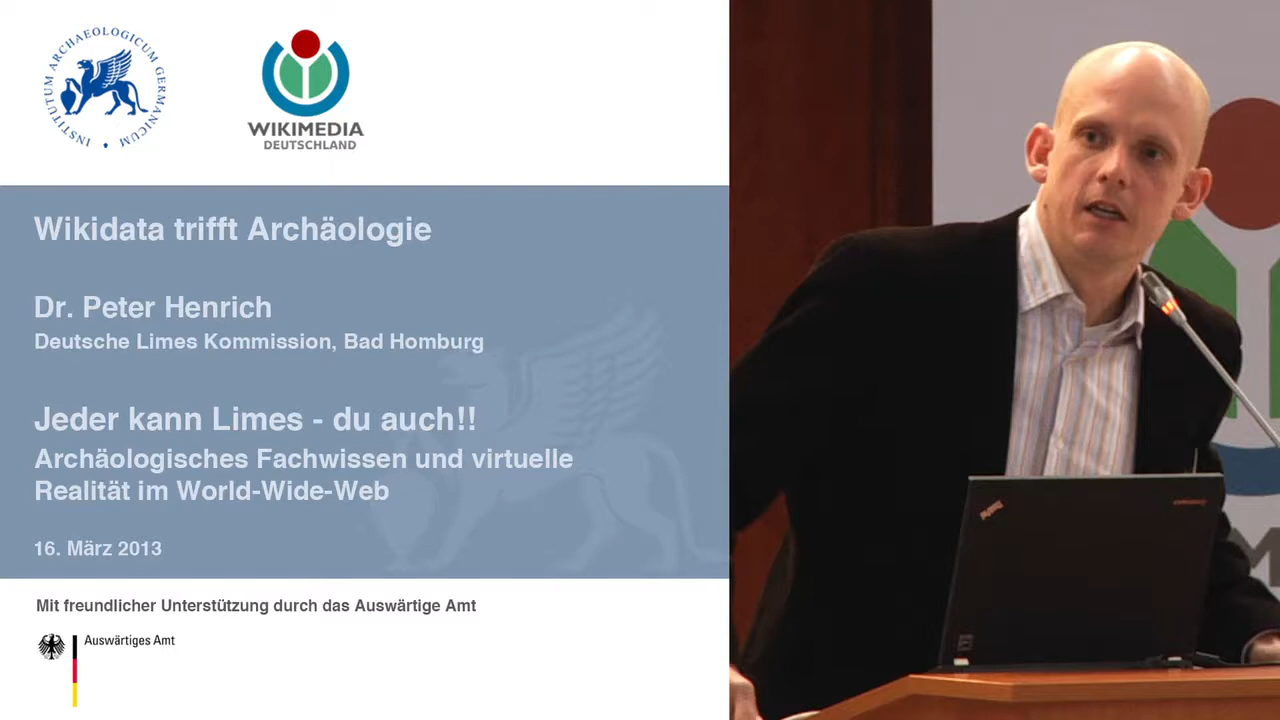 INSTITUTUM ARCHAEOLOGICUM GERMANICUM
WIKIMEDIA
DEUTSCHLAND
Wikidata trifft Archäologie
Dr. Peter Henrich
Deutsche Limes Kommission, Bad Homburg
Jeder kann Limes - du auch!!
Archäologisches Fachwissen und virtuelle
Realität im World-Wide-Web
16. März 2013
Mit freundlicher Unterstützung durch das Auswärtige Amt
Auswärtiges Amt